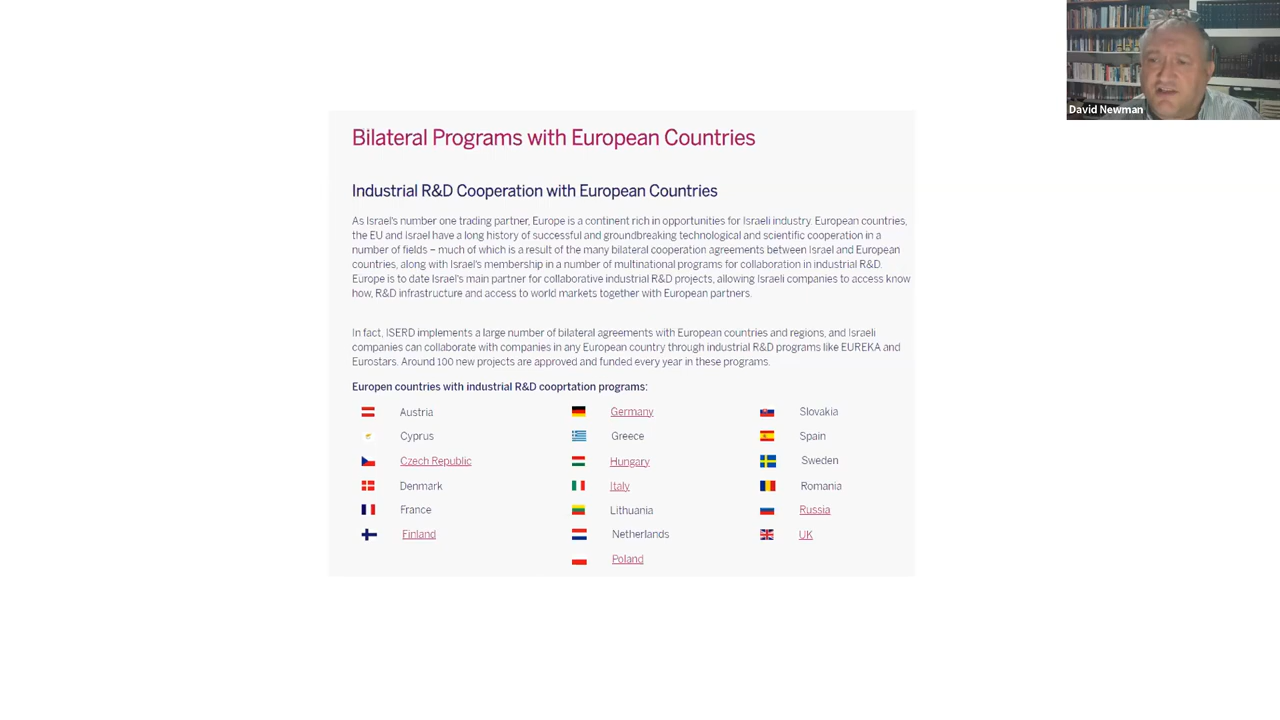 David Newman
Bilateral Programs with European Countries
Industrial R&D Cooperation with European Countries
As Israel's number one trading partner, Europe is a continent rich in opportunities for Israeli industry. European countries,
the EU and Israel have a long history of successful and groundbreaking technological and scientific cooperation in a
number of fields – much of which is a result of the many bilateral cooperation agreements between Israel and European
countries, along with Israel's membership in a number of multinational programs for collaboration in industrial R&D.
Europe is to date Israel's main partner for collaborative industrial R&D projects, allowing Israeli companies to access know
how, R&D infrastructure and access to world markets together with European partners.
In fact, ISERD implements a large number of bilateral agreements with European countries and regions, and Israeli
companies can collaborate with companies in any European country through industrial R&D programs like EUREKA and
Eurostars. Around 100 new projects are approved and funded every year in these programs.
Europen countries with industrial R&D cooprtation programs:
Austria
Cyprus
Czech Republic
Denmark
France
Finland
Germany
Greece
Hungary
Italy
Lithuania
Netherlands
Poland
Slovakia
Spain
Sweden
Romania
Russia
UK